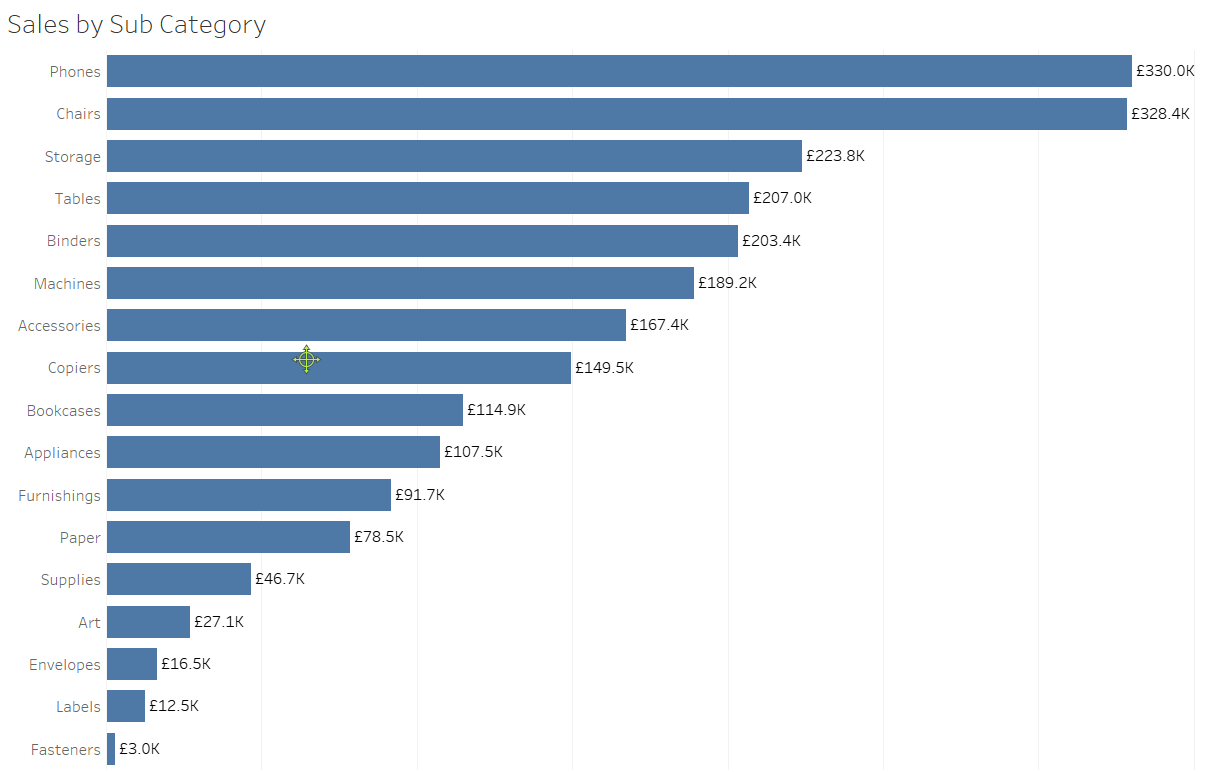 Sales by Sub Category
Phones £330.0K
Chairs £328.4K
Storage £223.8K
Tables £207.0K
Binders £203.4K
Machines £189.2K
Accessories £167.4K
Copiers £149.5K
Bookcases £114.9K
Appliances £107.5K
Furnishings £91.7K
Paper £78.5K
Supplies £46.7K
Art £27.1K
Envelopes £16.5K
Labels £12.5K
Fasteners £3.0K